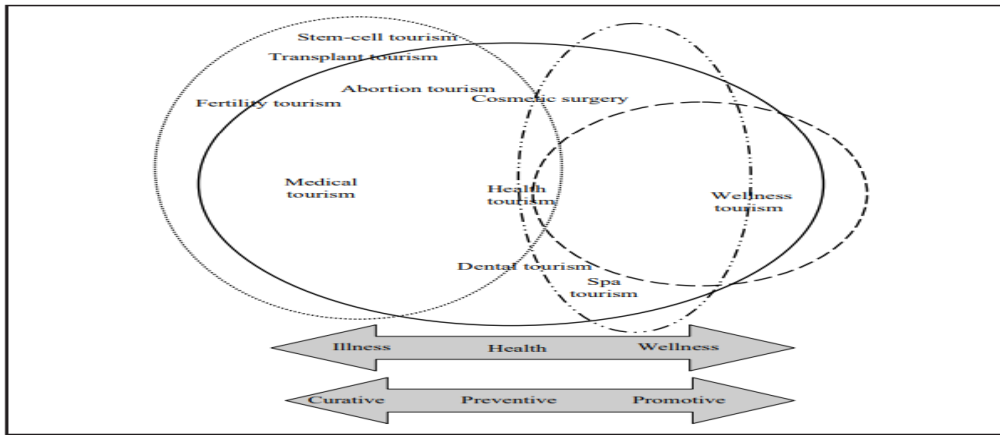 Stem-cell tourism
Transplant tourism
Abortion tourism
Cosmetic surgery
Fertility tourism
Medical
tourism
Health
tourism
Wellness
tourism
Dental tourism
Spa
tourism
Illness Health Wellness
Curative Preventive Promotive